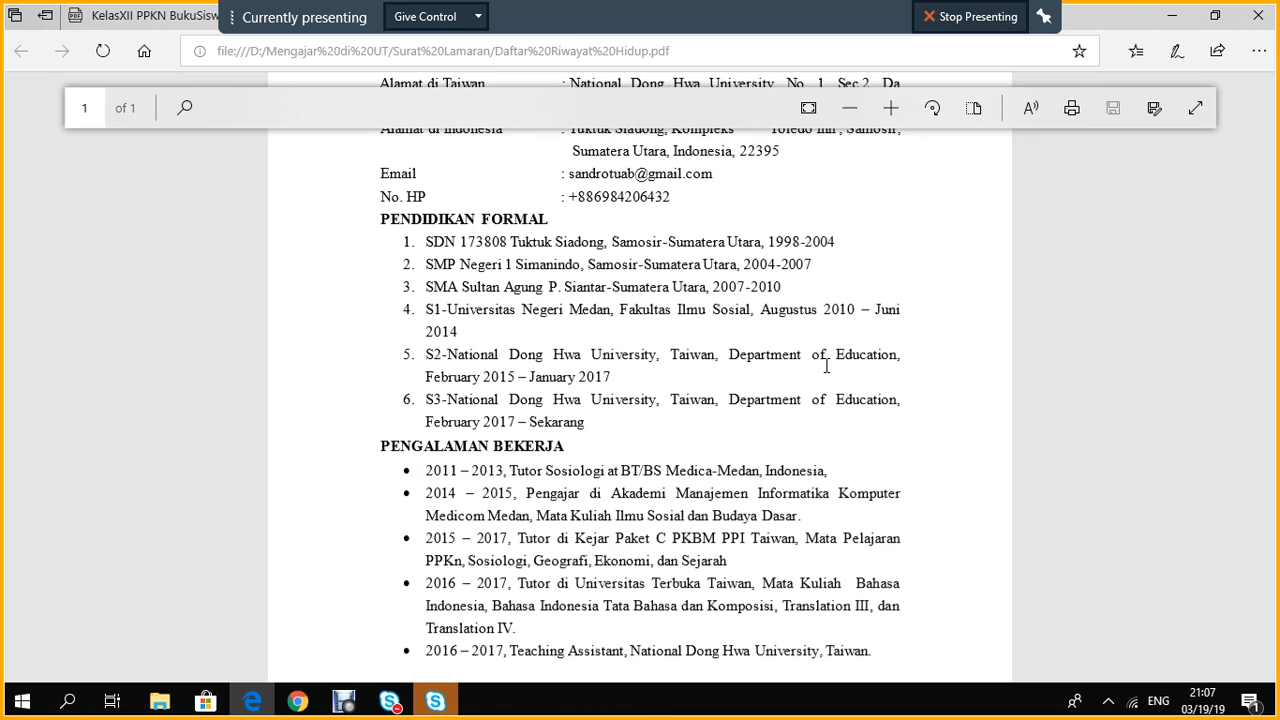 KelasXII PPKN BukuSisw
Currently presenting
Give Control
Stop Presenting
file:///D:/Mengajar%20di%20UT/Surat%20Lamaran/Daftar%20Riwayat%20Hidup.pdf
Alamat di Taiwan : National Dong Hwa University No 1 Sec 2 Da
1 of 1
Alamat di Indonesia : Tuktuk Siadong, Kompleks Toledo Inn, Samosir,
Sumatera Utara, Indonesia, 22395
Email : sandrotuab@gmail.com
No. HP : +886984206432
PENDIDIKAN FORMAL
1. SDN 173808 Tuktuk Siadong, Samosir-Sumatera Utara, 1998-2004
2. SMP Negeri 1 Simanindo, Samosir-Sumatera Utara, 2004-2007
3. SMA Sultan Agung P. Siantar-Sumatera Utara, 2007-2010
4. S1-Universitas Negeri Medan, Fakultas Ilmu Sosial, Augustus 2010 – Juni
2014
5. S2-National Dong Hwa University, Taiwan, Department of Education,
February 2015 – January 2017
6. S3-National Dong Hwa University, Taiwan, Department of Education,
February 2017 – Sekarang
PENGALAMAN BEKERJA
• 2011 – 2013, Tutor Sosiologi at BT/BS Medica-Medan, Indonesia,
• 2014 – 2015, Pengajar di Akademi Manajemen Informatika Komputer
Medicom Medan, Mata Kuliah Ilmu Sosial dan Budaya Dasar.
• 2015 – 2017, Tutor di Kejar Paket C PKBM PPI Taiwan, Mata Pelajaran
PPKn, Sosiologi, Geografi, Ekonomi, dan Sejarah
• 2016 – 2017, Tutor di Universitas Terbuka Taiwan, Mata Kuliah Bahasa
Indonesia, Bahasa Indonesia Tata Bahasa dan Komposisi, Translation III, dan
Translation IV.
• 2016 – 2017, Teaching Assistant, National Dong Hwa University, Taiwan.
ENG
21:07
03/19/19
1